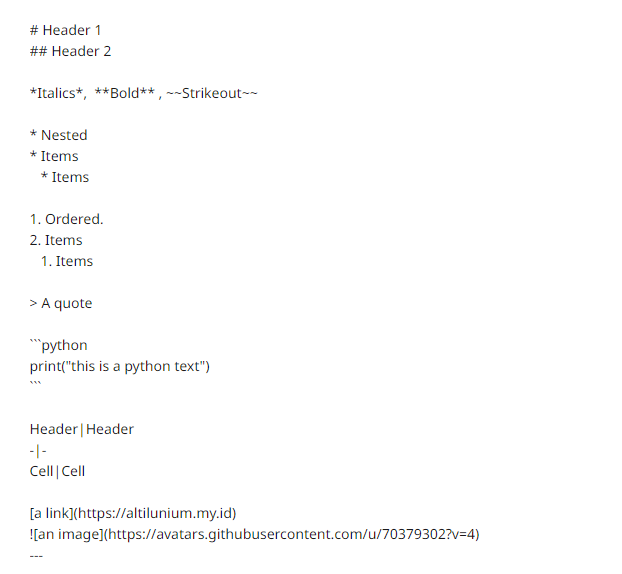 # Header 1
## Header 2
*Italics*,  **Bold** , ~~Strikeout~~
* Nested
* Items
   * Items
1. Ordered.
2. Items
   1. Items
> A quote
```python
print("this is a python text")
```
Header|Header
-|-
Cell|Cell
[a link](https://altilunium.my.id)
![an image](https://avatars.githubusercontent.com/u/70379302?v=4)
---